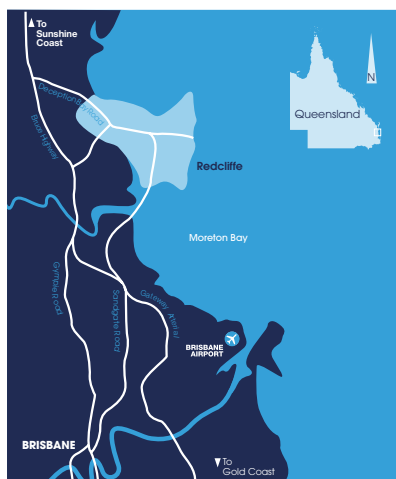 To
Sunshine
Coast
N
Queensland
Deception Bay Road
Bruce Highway
Redcliffe
Moreton Bay
Gympie Road
Sandgate Road
Gateway Arterial
BRISBANE
AIRPORT
BRISBANE
To
Gold Coast